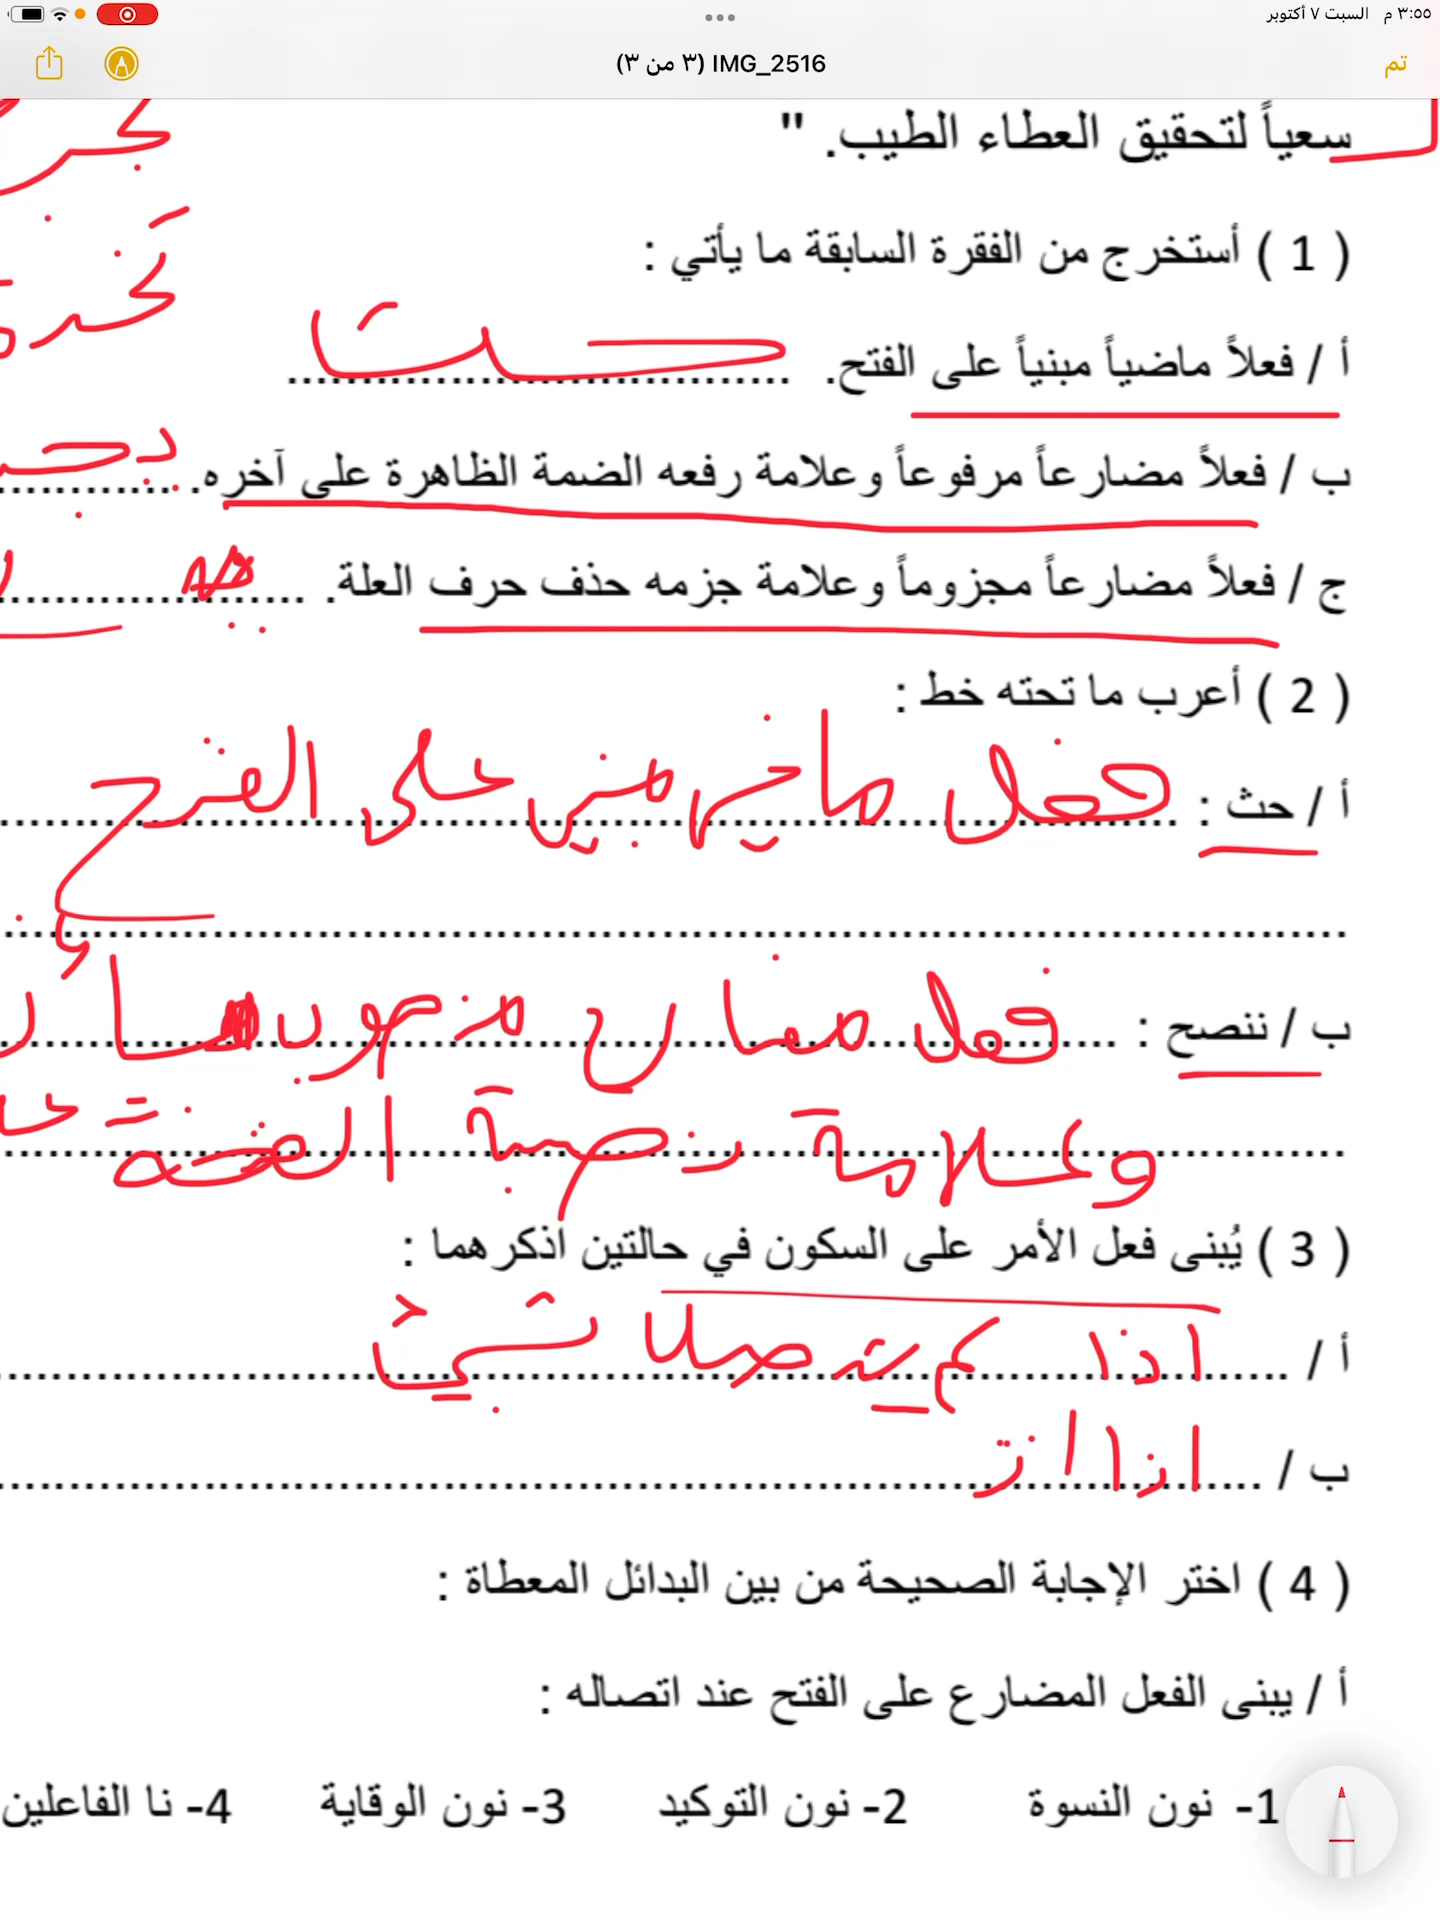 ٣:٥٥ م السبت ٧ أكتوبر
تم
IMG_2516 (٣ من ٣)
سعياً لتحقيق العطاء الطيب. "
( 1 ) أستخرج من الفقرة السابقة ما يأتي :
أ / فعلاً ماضياً مبنياً على الفتح. حث
ب / فعلاً مضارعاً مرفوعاً وعلامة رفعه الضمة الظاهرة على آخره.
ج / فعلاً مضارعاً مجزوماً وعلامة جزمه حذف حرف العلة.
( 2 ) أعرب ما تحته خط :
أ / حث : فعل ماضي مبني على الفتح
ب / ننصح : فعل مضارع
وعلامة نصبة الفتحة
( 3 ) يُبنى فعل الأمر على السكون في حالتين اذكرهما :
أ / اذا لم يتصل
ب / اذا
( 4 ) اختر الإجابة الصحيحة من بين البدائل المعطاة :
أ / يبنى الفعل المضارع على الفتح عند اتصاله :
1- نون النسوة 2- نون التوكيد 3- نون الوقاية 4- نا الفاعلين